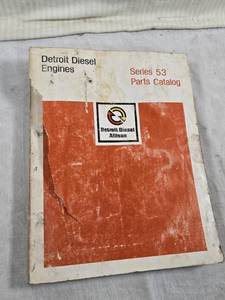 Detroit Diesel
Engines
Series 53
Parts Catalog
Detroit Diesel
Allison